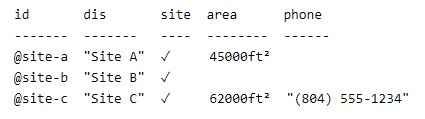 id       dis       site  area      phone
-------  --------  ----  --------  ------
@site-a  "Site A"  ✓     45000ft²
@site-b  "Site B"  ✓
@site-c  "Site C"  ✓     62000ft²  "(804) 555-1234"